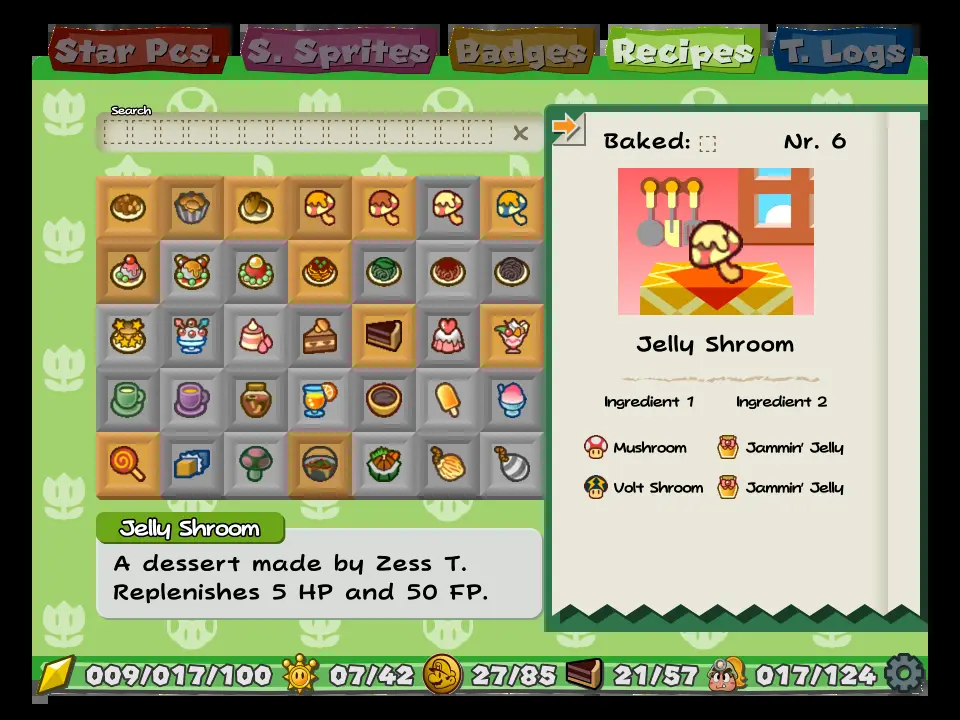 Star Pcs. S. Sprites Badges Recipes T. Logs
Search
×
Baked: Nr. 6
Jelly Shroom
Ingredient 1 Ingredient 2
Mushroom Jammin' Jelly
Volt Shroom Jammin' Jelly
Jelly Shroom
A dessert made by Zess T.
Replenishes 5 HP and 50 FP.
009/017/100 07/42 27/85 21/57 017/124